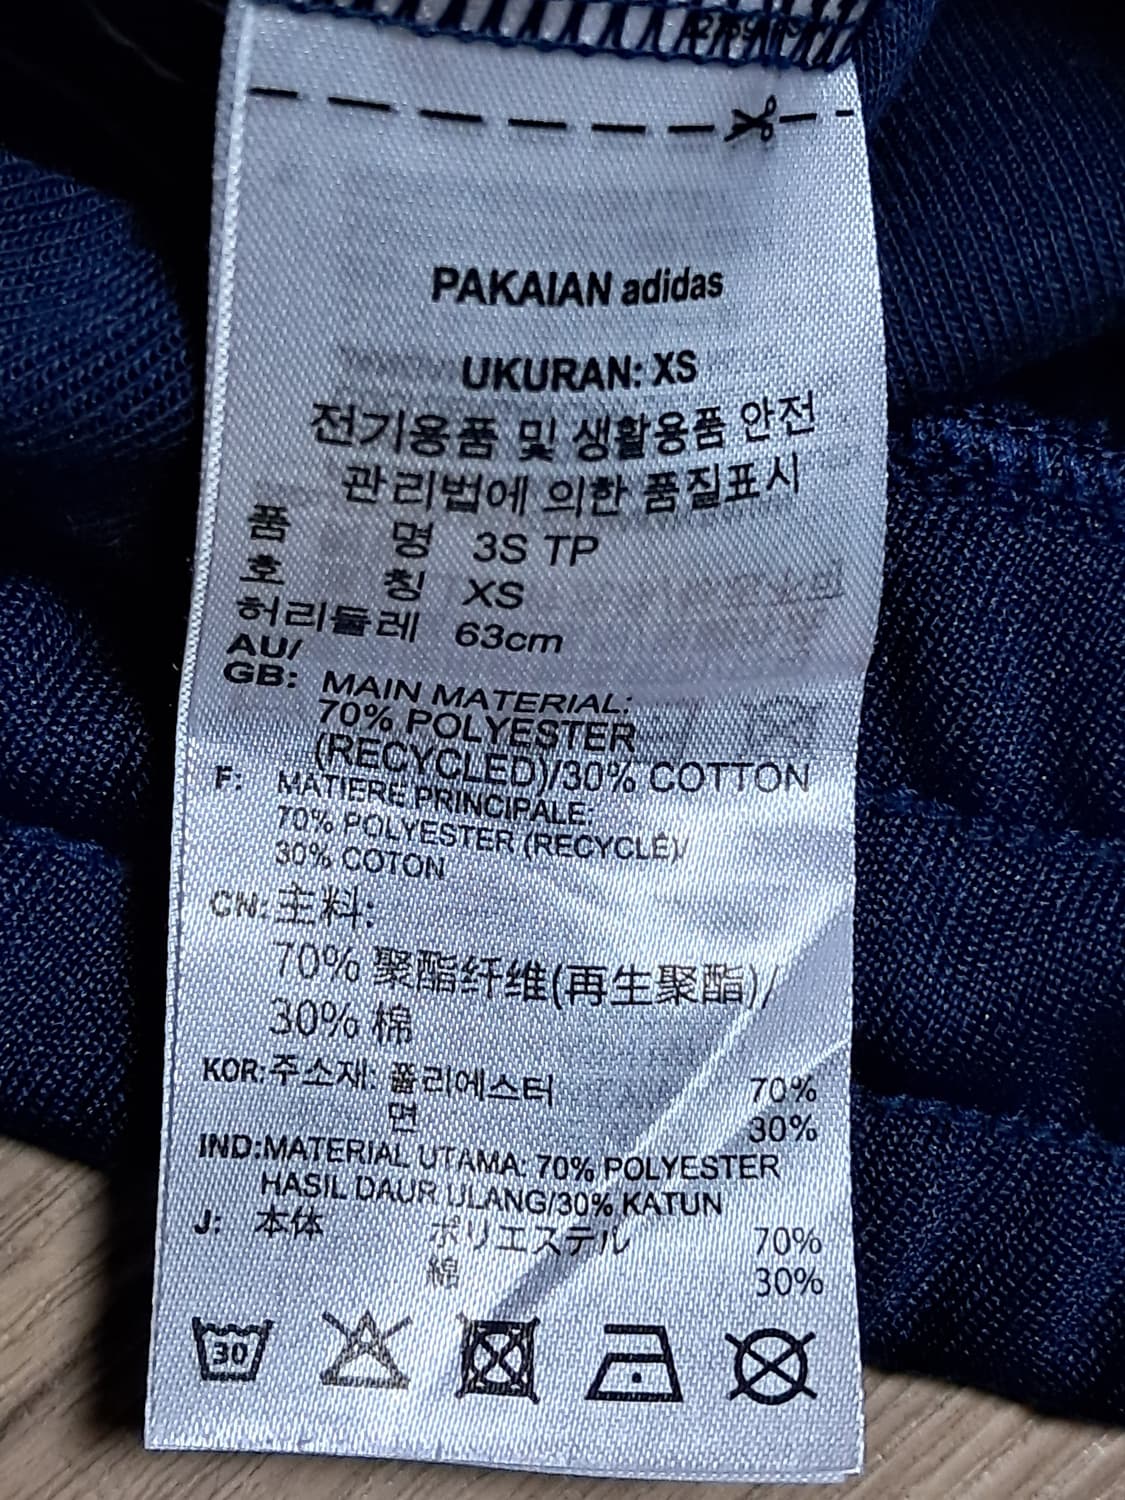 PAKAIAN adidas
UKURAN: XS
전기용품 및 생활용품 안전
관리법에 의한 품질표시
품 명 3S TP
호 칭 XS
허리둘레 63cm
AU/
GB: MAIN MATERIAL:
70% POLYESTER
(RECYCLED)/30% COTTON
F: MATIERE PRINCIPALE:
70% POLYESTER (RECYCLÉ)/
30% COTON
CN: 主料:
70% 聚酯纤维(再生聚酯)/
30% 棉
KOR: 주소재: 폴리에스터 70%
면 30%
IND: MATERIAL UTAMA: 70% POLYESTER
HASIL DAUR ULANG/30% KATUN
J: 本体 ポリエステル 70%
綿 30%
30